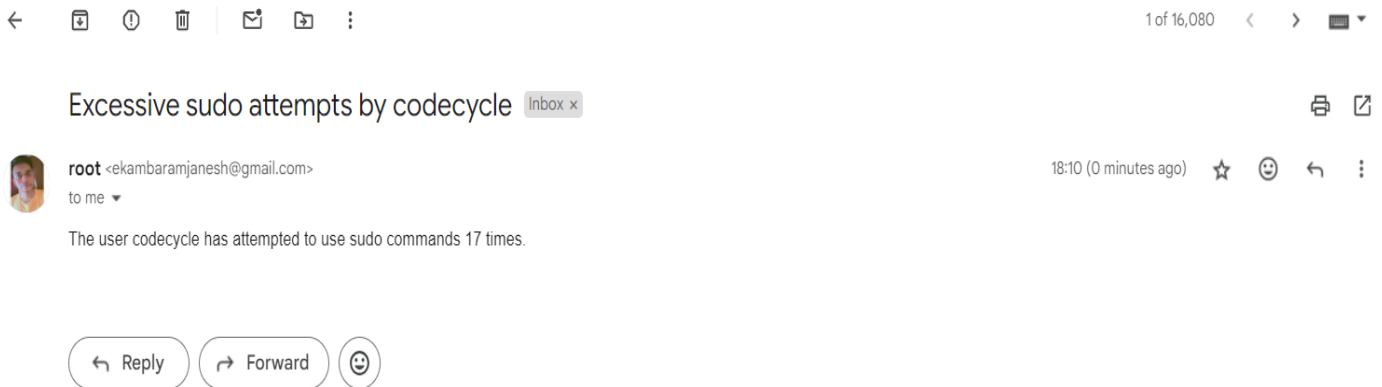 1 of 16,080
Excessive sudo attempts by codecycle Inbox ×
root <ekambaramjanesh@gmail.com> 18:10 (0 minutes ago)
to me
The user codecycle has attempted to use sudo commands 17 times.
Reply Forward